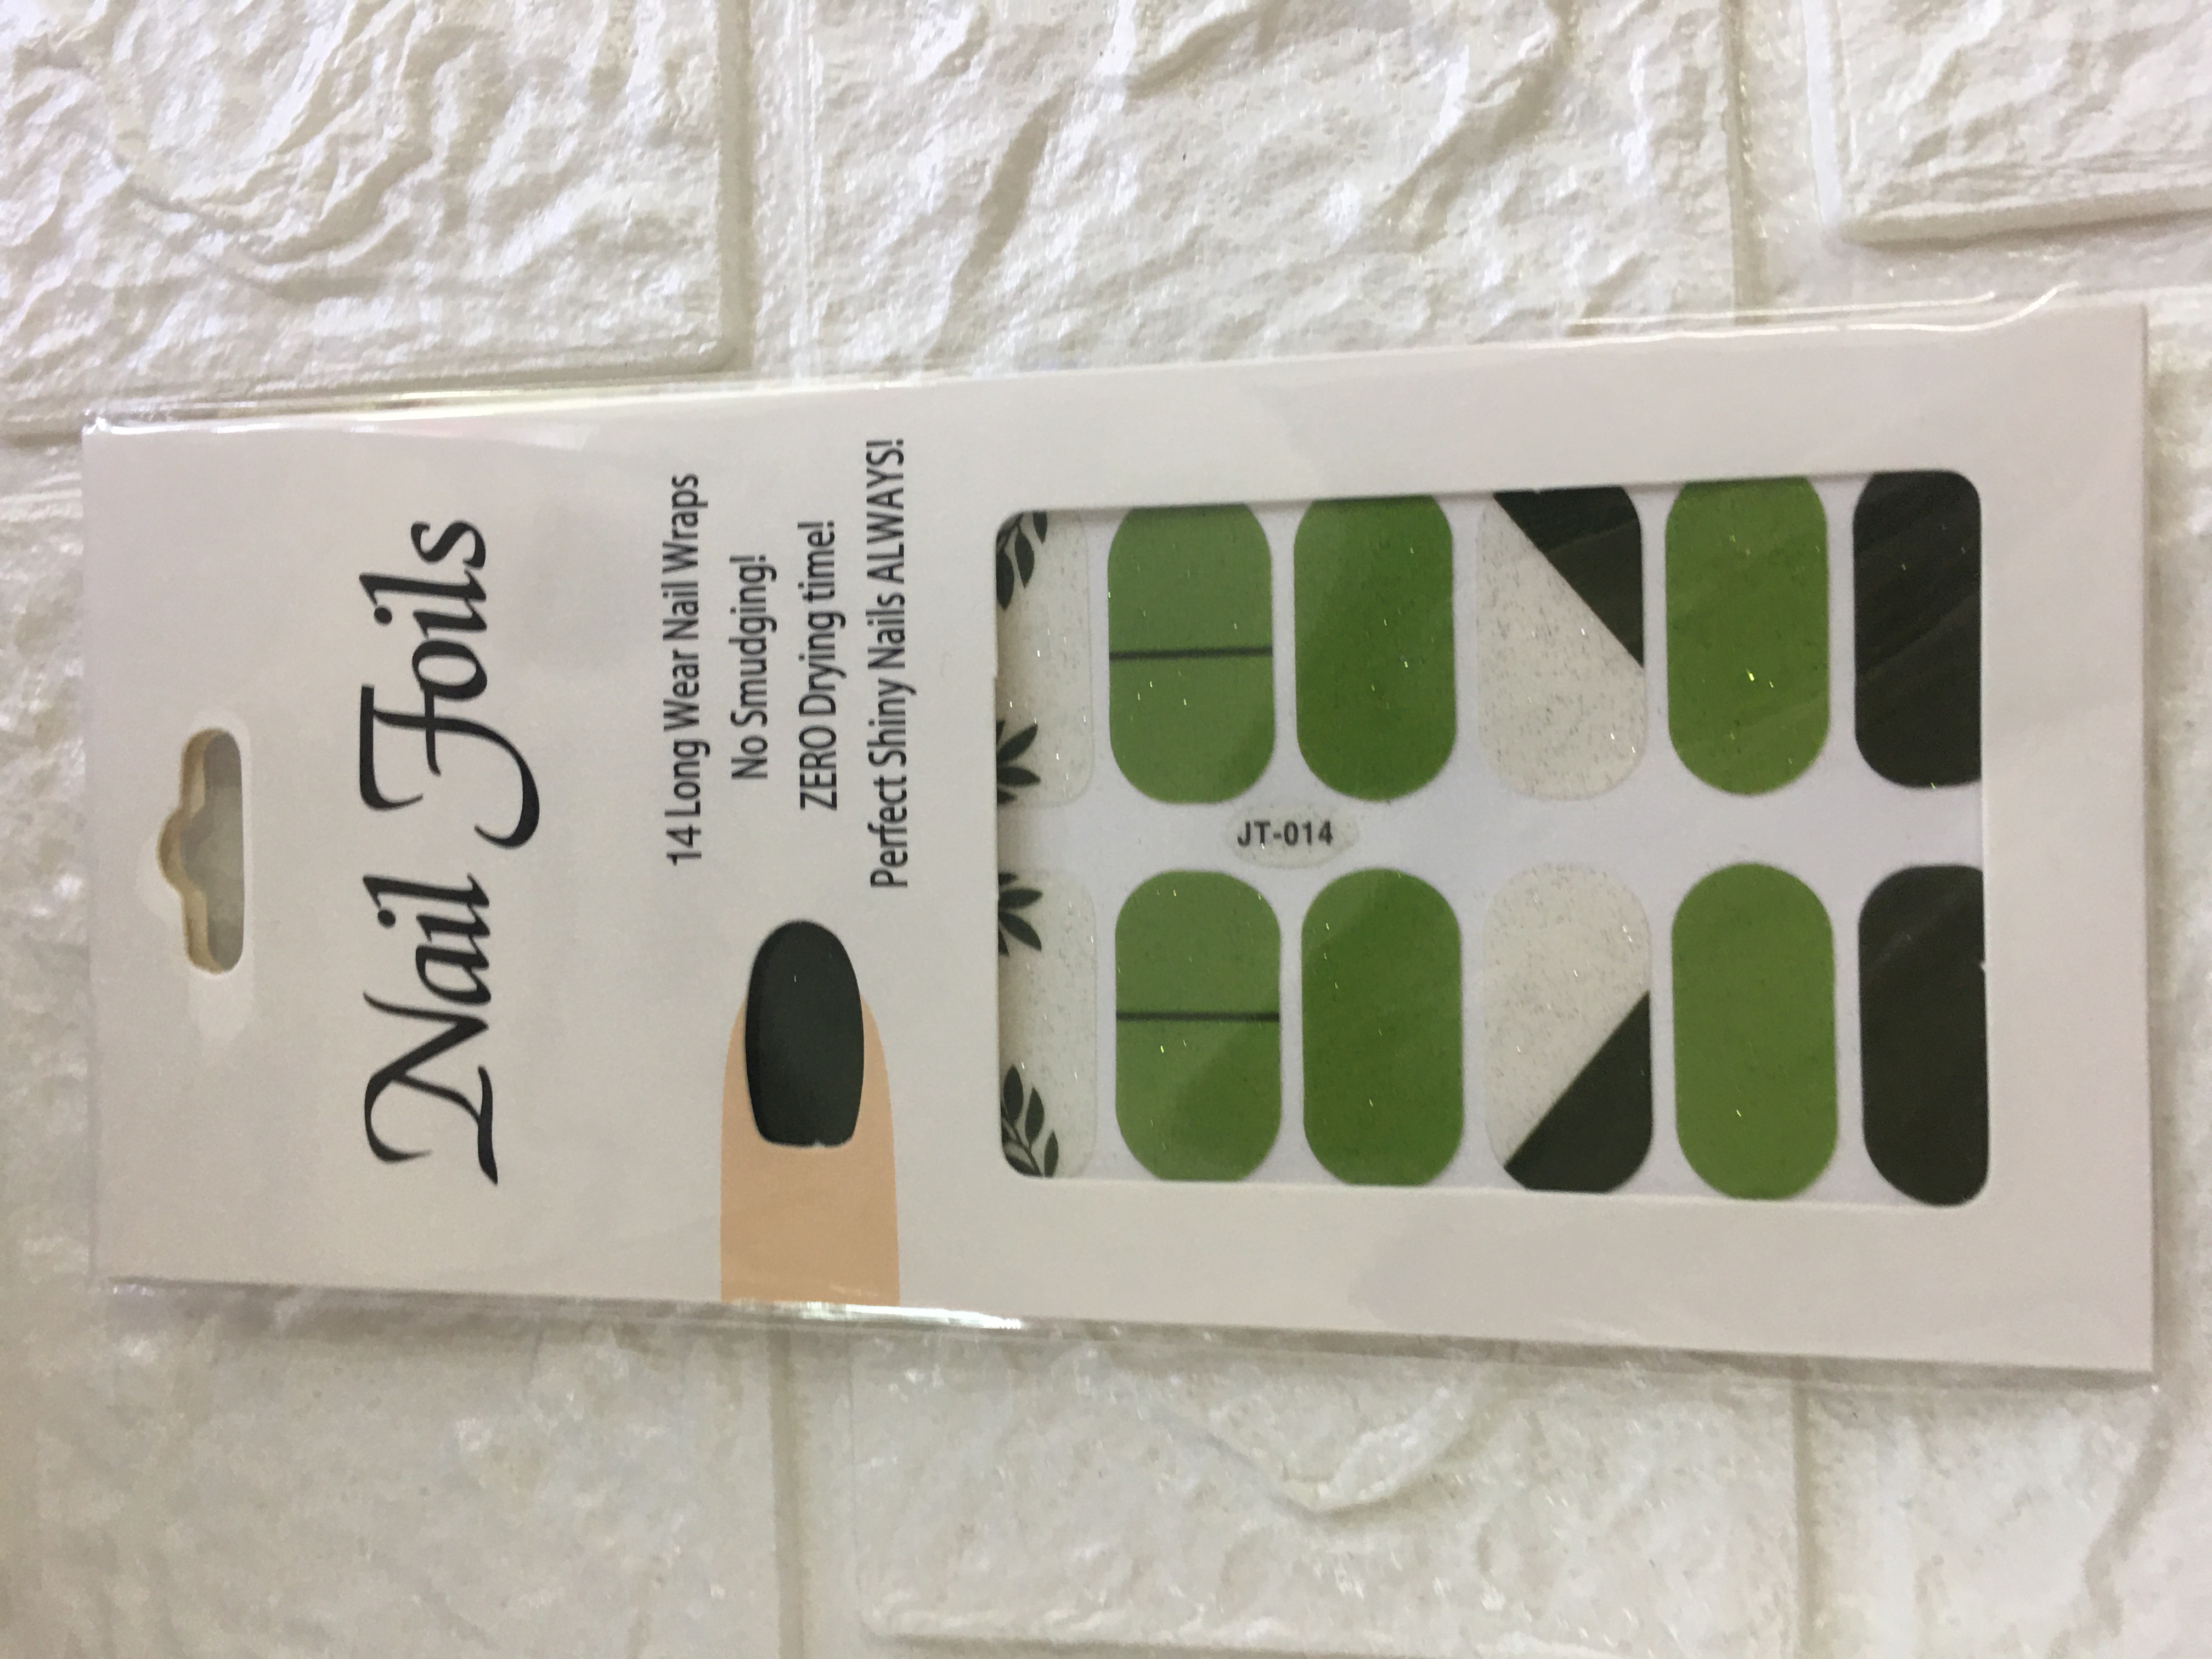 Nail Foils
14 Long Wear Nail Wraps
No Smudging!
ZERO Drying time!
Perfect Shiny Nails ALWAYS!
JT-014